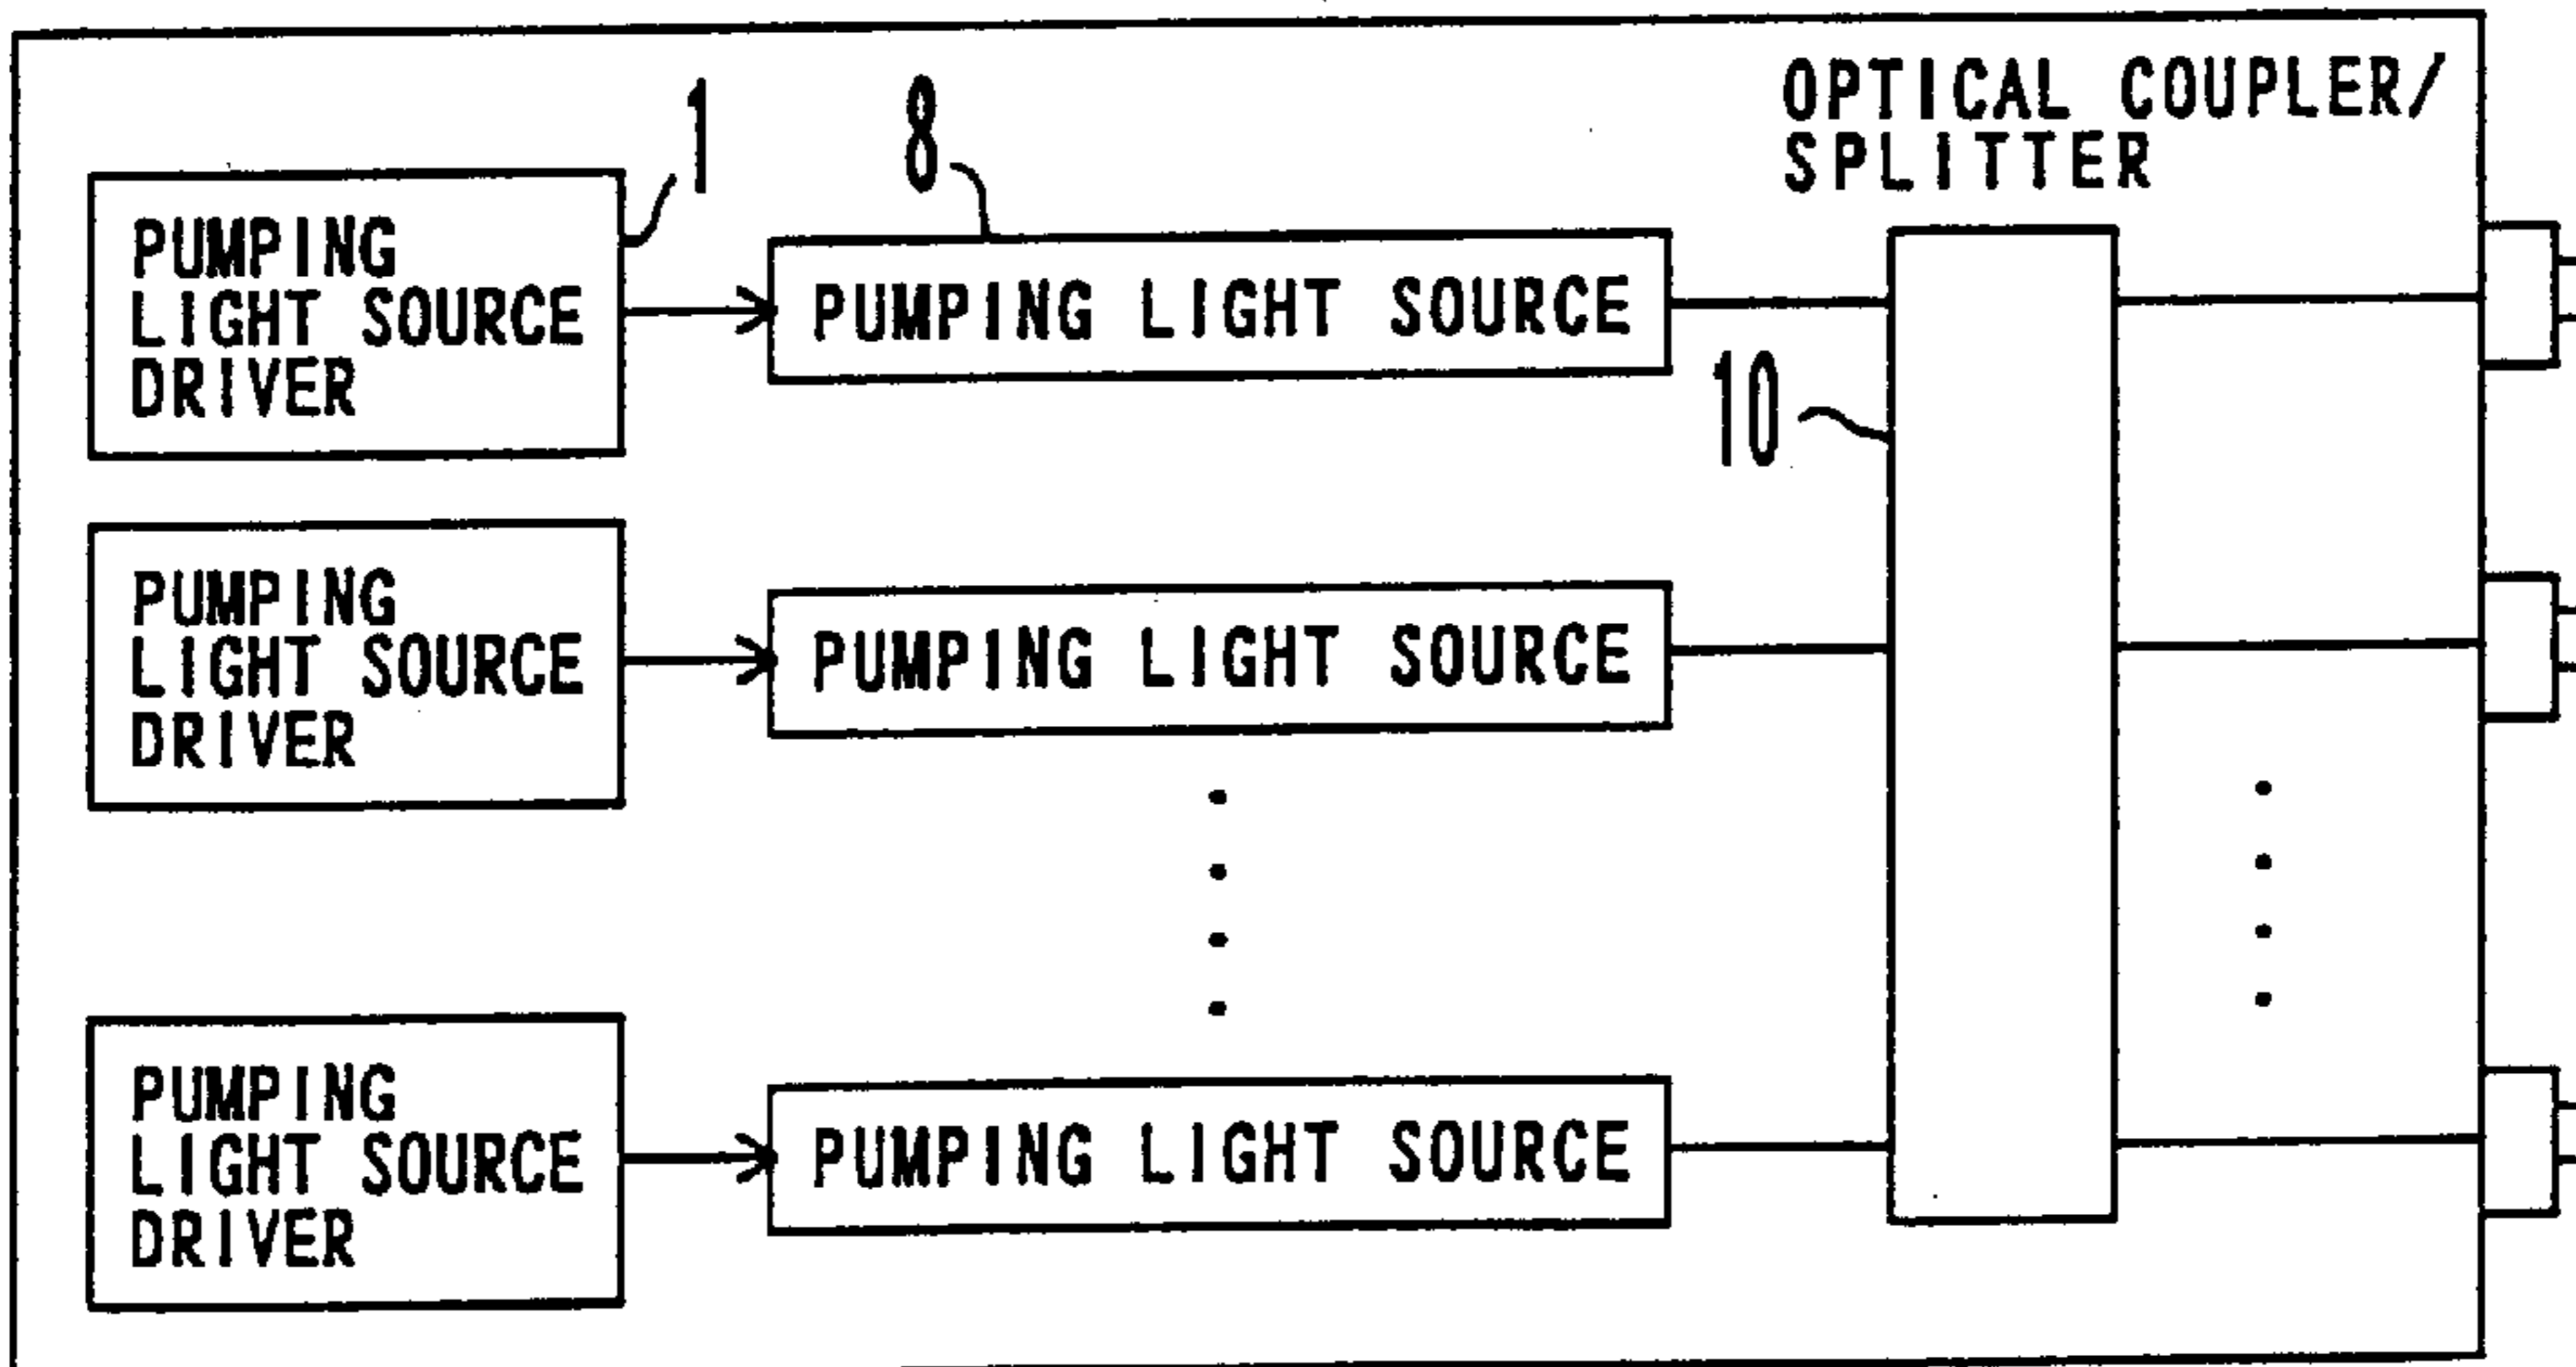 OPTICAL COUPLER/
SPLITTER
1
8
PUMPING
LIGHT SOURCE
DRIVER
PUMPING LIGHT SOURCE
10
PUMPING
LIGHT SOURCE
DRIVER
PUMPING LIGHT SOURCE
PUMPING
LIGHT SOURCE
DRIVER
PUMPING LIGHT SOURCE